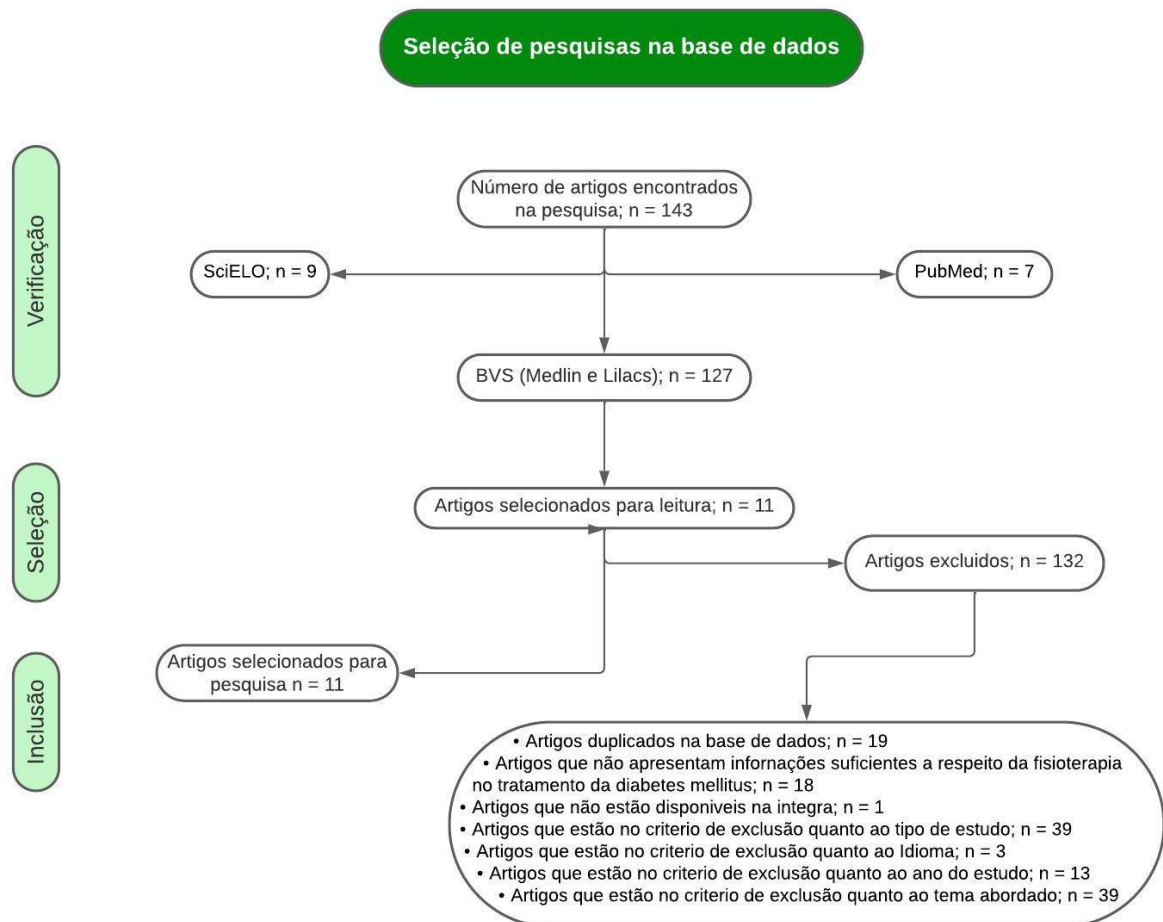 Seleção de pesquisas na base de dados
Verificação
Número de artigos encontrados
na pesquisa; n = 143
SciELO; n = 9
PubMed; n = 7
BVS (Medlin e Lilacs); n = 127
Seleção
Artigos selecionados para leitura; n = 11
Artigos excluidos; n = 132
Inclusão
Artigos selecionados para
pesquisa n = 11
• Artigos duplicados na base de dados; n = 19
• Artigos que não apresentam infornações suficientes a respeito da fisioterapia
no tratamento da diabetes mellitus; n = 18
• Artigos que não estão disponiveis na integra; n = 1
• Artigos que estão no criterio de exclusão quanto ao tipo de estudo; n = 39
• Artigos que estão no criterio de exclusão quanto ao Idioma; n = 3
• Artigos que estão no criterio de exclusão quanto ao ano do estudo; n = 13
• Artigos que estão no criterio de exclusão quanto ao tema abordado; n = 39